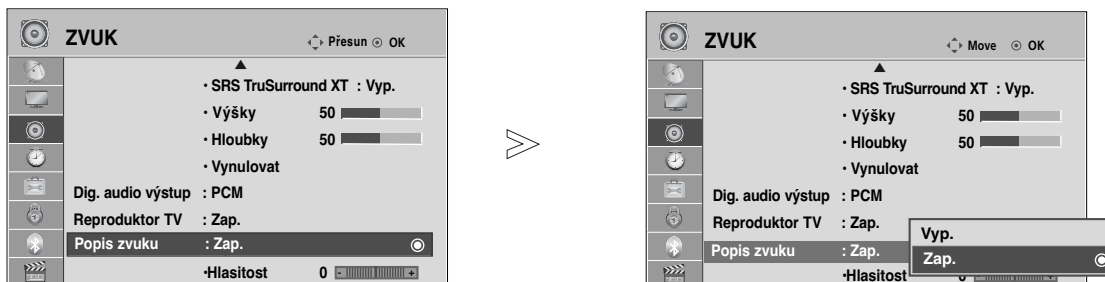 ZVUK Přesun OK
• SRS TruSurround XT : Vyp.
• Výšky 50
• Hloubky 50
• Vynulovat
Dig. audio výstup : PCM
Reproduktor TV : Zap.
Popis zvuku : Zap.
•Hlasitost 0 - +
ZVUK Move OK
• SRS TruSurround XT : Vyp.
• Výšky 50
• Hloubky 50
• Vynulovat
Dig. audio výstup : PCM
Reproduktor TV : Zap.
Popis zvuku : Zap.
•Hlasitost
Vyp.
Zap.